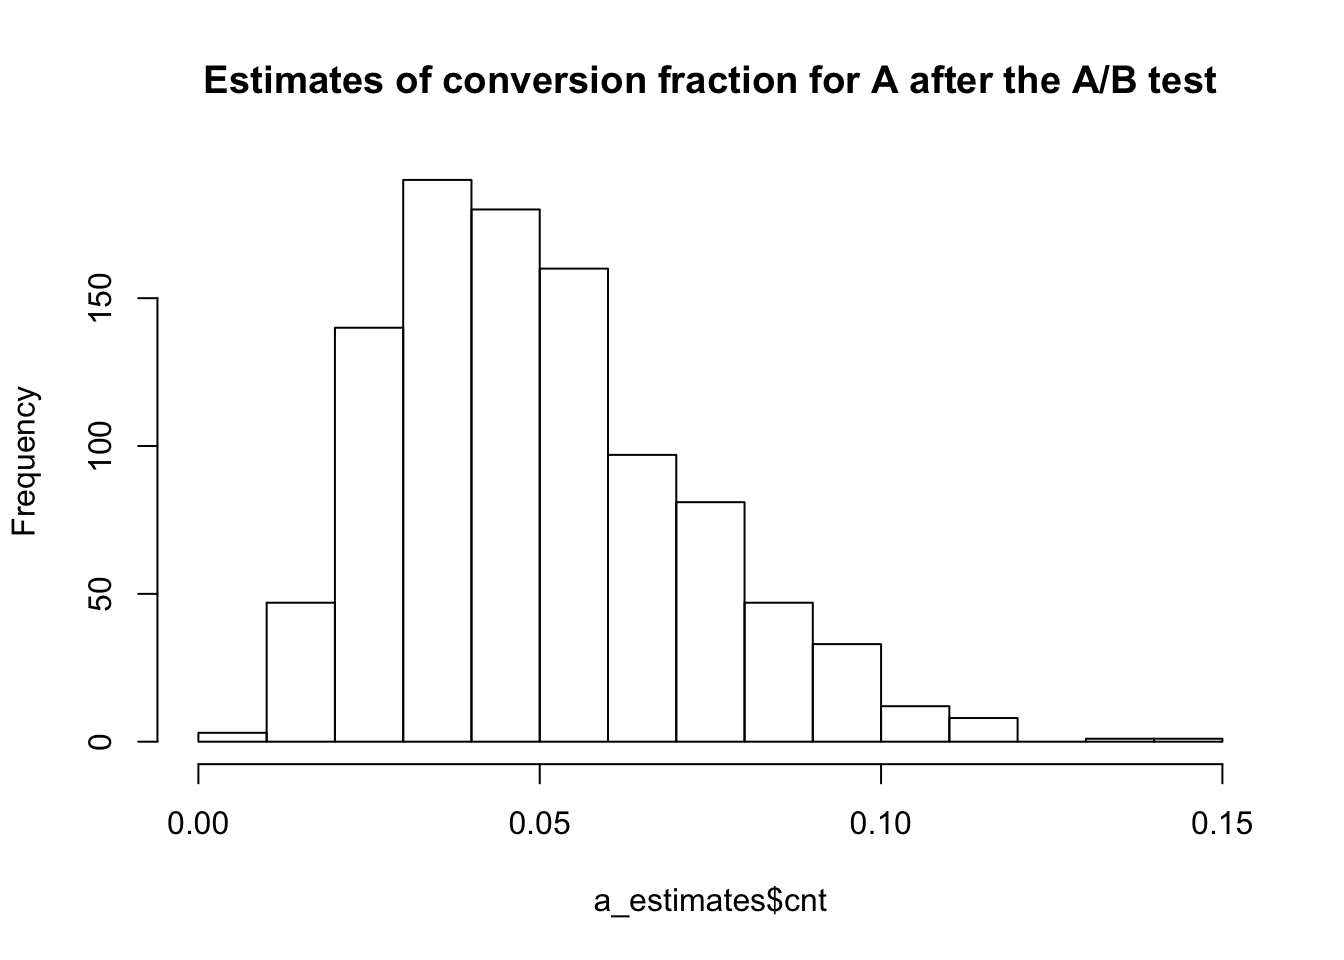 Estimates of conversion fraction for A after the A/B test
Frequency
150
100
50
0
0.00 0.05 0.10 0.15
a_estimates$cnt